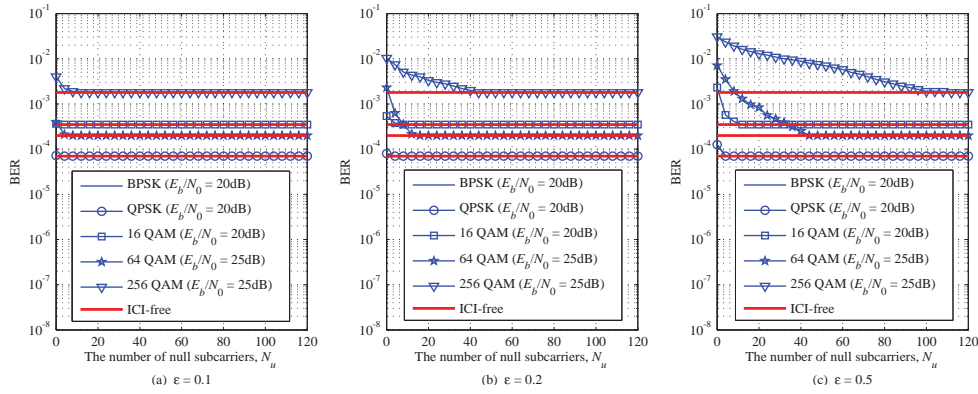 10⁻¹
10⁻²
10⁻³
10⁻⁴
10⁻⁵
10⁻⁶
10⁻⁷
10⁻⁸
BER
BPSK (E_b/N_0 = 20dB)
QPSK (E_b/N_0 = 20dB)
16 QAM (E_b/N_0 = 20dB)
64 QAM (E_b/N_0 = 25dB)
256 QAM (E_b/N_0 = 25dB)
ICI-free
0 20 40 60 80 100 120
The number of null subcarriers, N_u
(a) ε = 0.1
10⁻¹
10⁻²
10⁻³
10⁻⁴
10⁻⁵
10⁻⁶
10⁻⁷
10⁻⁸
BER
BPSK (E_b/N_0 = 20dB)
QPSK (E_b/N_0 = 20dB)
16 QAM (E_b/N_0 = 20dB)
64 QAM (E_b/N_0 = 25dB)
256 QAM (E_b/N_0 = 25dB)
ICI-free
0 20 40 60 80 100 120
The number of null subcarriers, N_u
(b) ε = 0.2
10⁻¹
10⁻²
10⁻³
10⁻⁴
10⁻⁵
10⁻⁶
10⁻⁷
10⁻⁸
BER
BPSK (E_b/N_0 = 20dB)
QPSK (E_b/N_0 = 20dB)
16 QAM (E_b/N_0 = 20dB)
64 QAM (E_b/N_0 = 25dB)
256 QAM (E_b/N_0 = 25dB)
ICI-free
0 20 40 60 80 100 120
The number of null subcarriers, N_u
(c) ε = 0.5